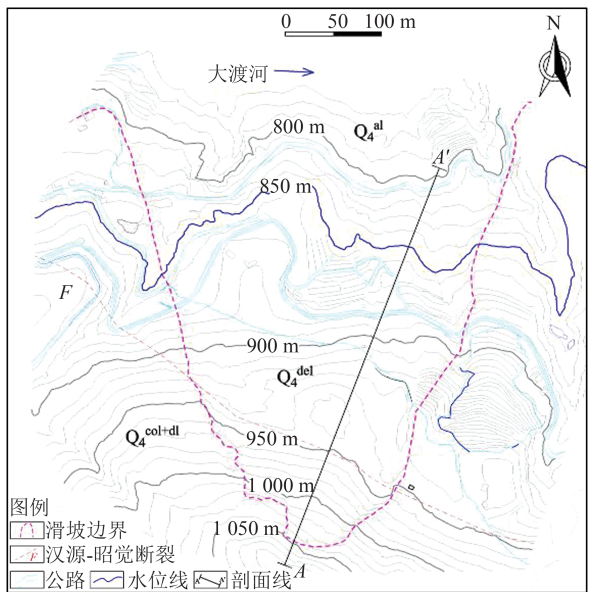 0 50 100 m
N
大渡河
800 m
Q₄ᵃˡ
A′
850 m
F
900 m
Q₄ᵈᵉˡ
Q₄ᶜᵒˡ⁺ᵈˡ
950 m
1 000 m
1 050 m
A
图例
滑坡边界
F 汉源-昭觉断裂
公路 水位线 A A′ 剖面线